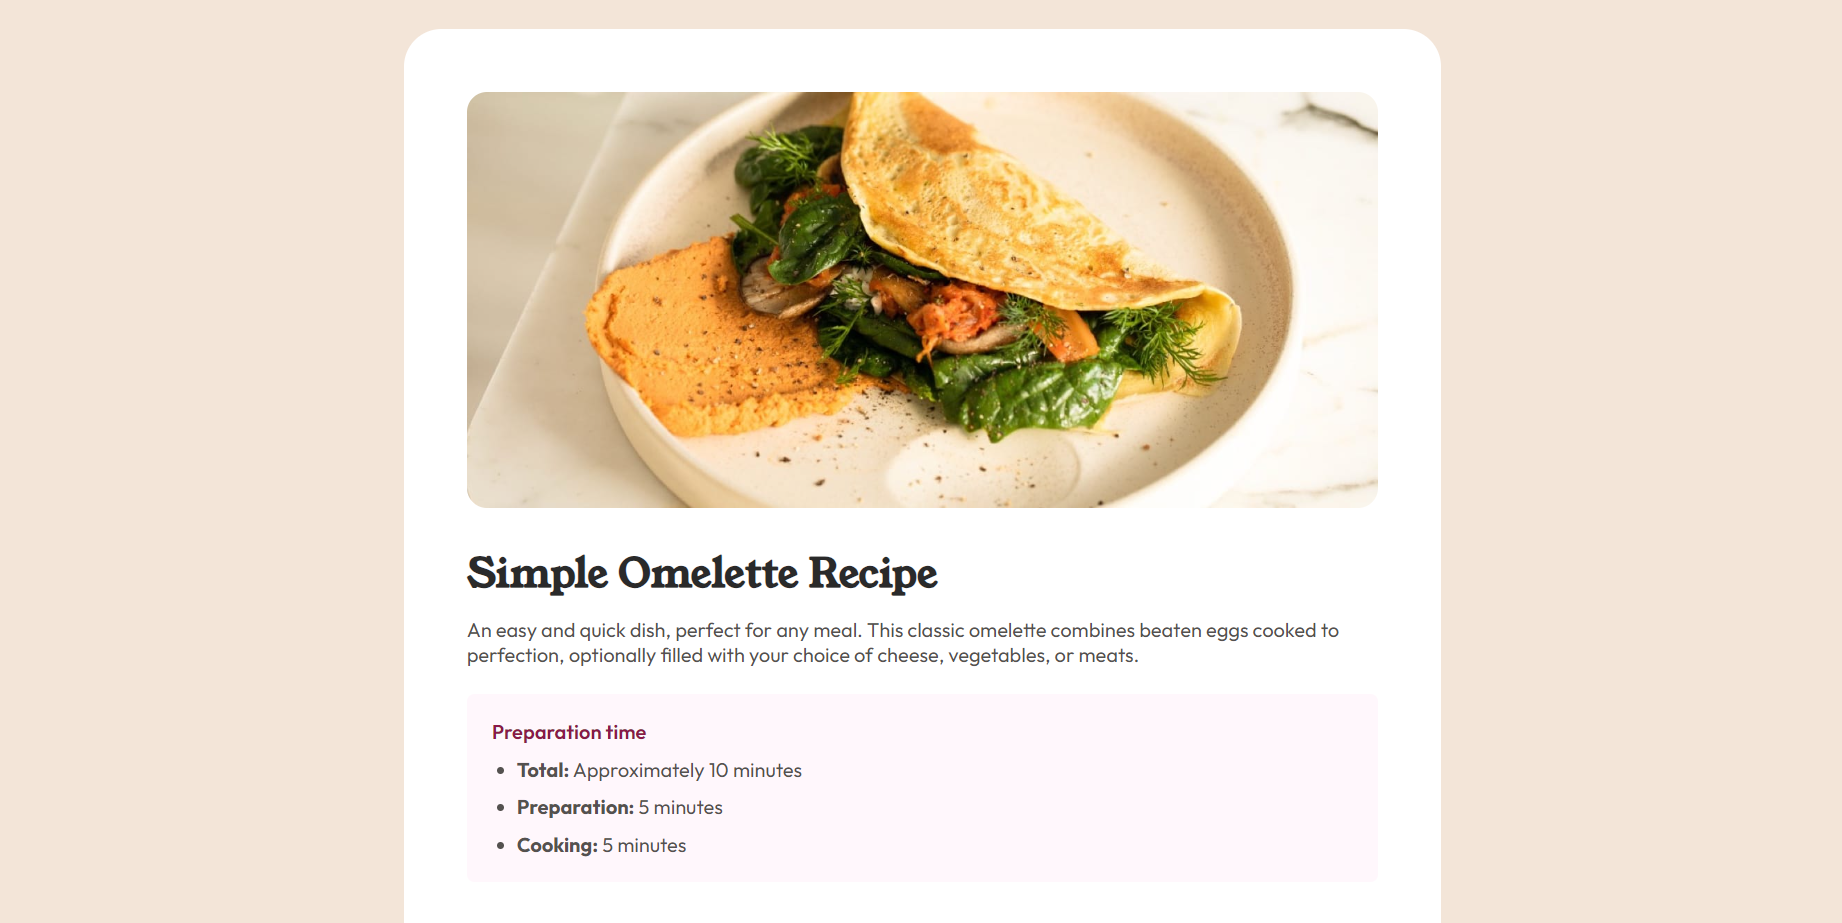 Simple Omelette Recipe
An easy and quick dish, perfect for any meal. This classic omelette combines beaten eggs cooked to
perfection, optionally filled with your choice of cheese, vegetables, or meats.
Preparation time
• Total: Approximately 10 minutes
• Preparation: 5 minutes
• Cooking: 5 minutes